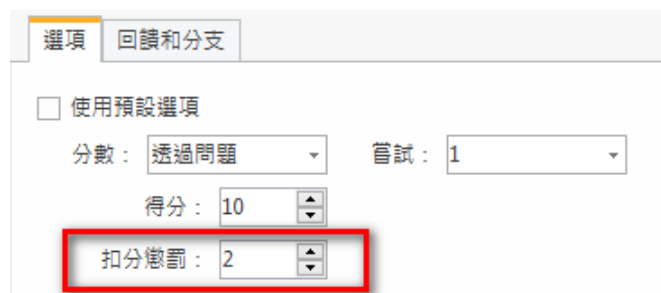 選項 回饋和分支
使用預設選項
分數： 透過問題 嘗試： 1
得分： 10
扣分懲罰： 2